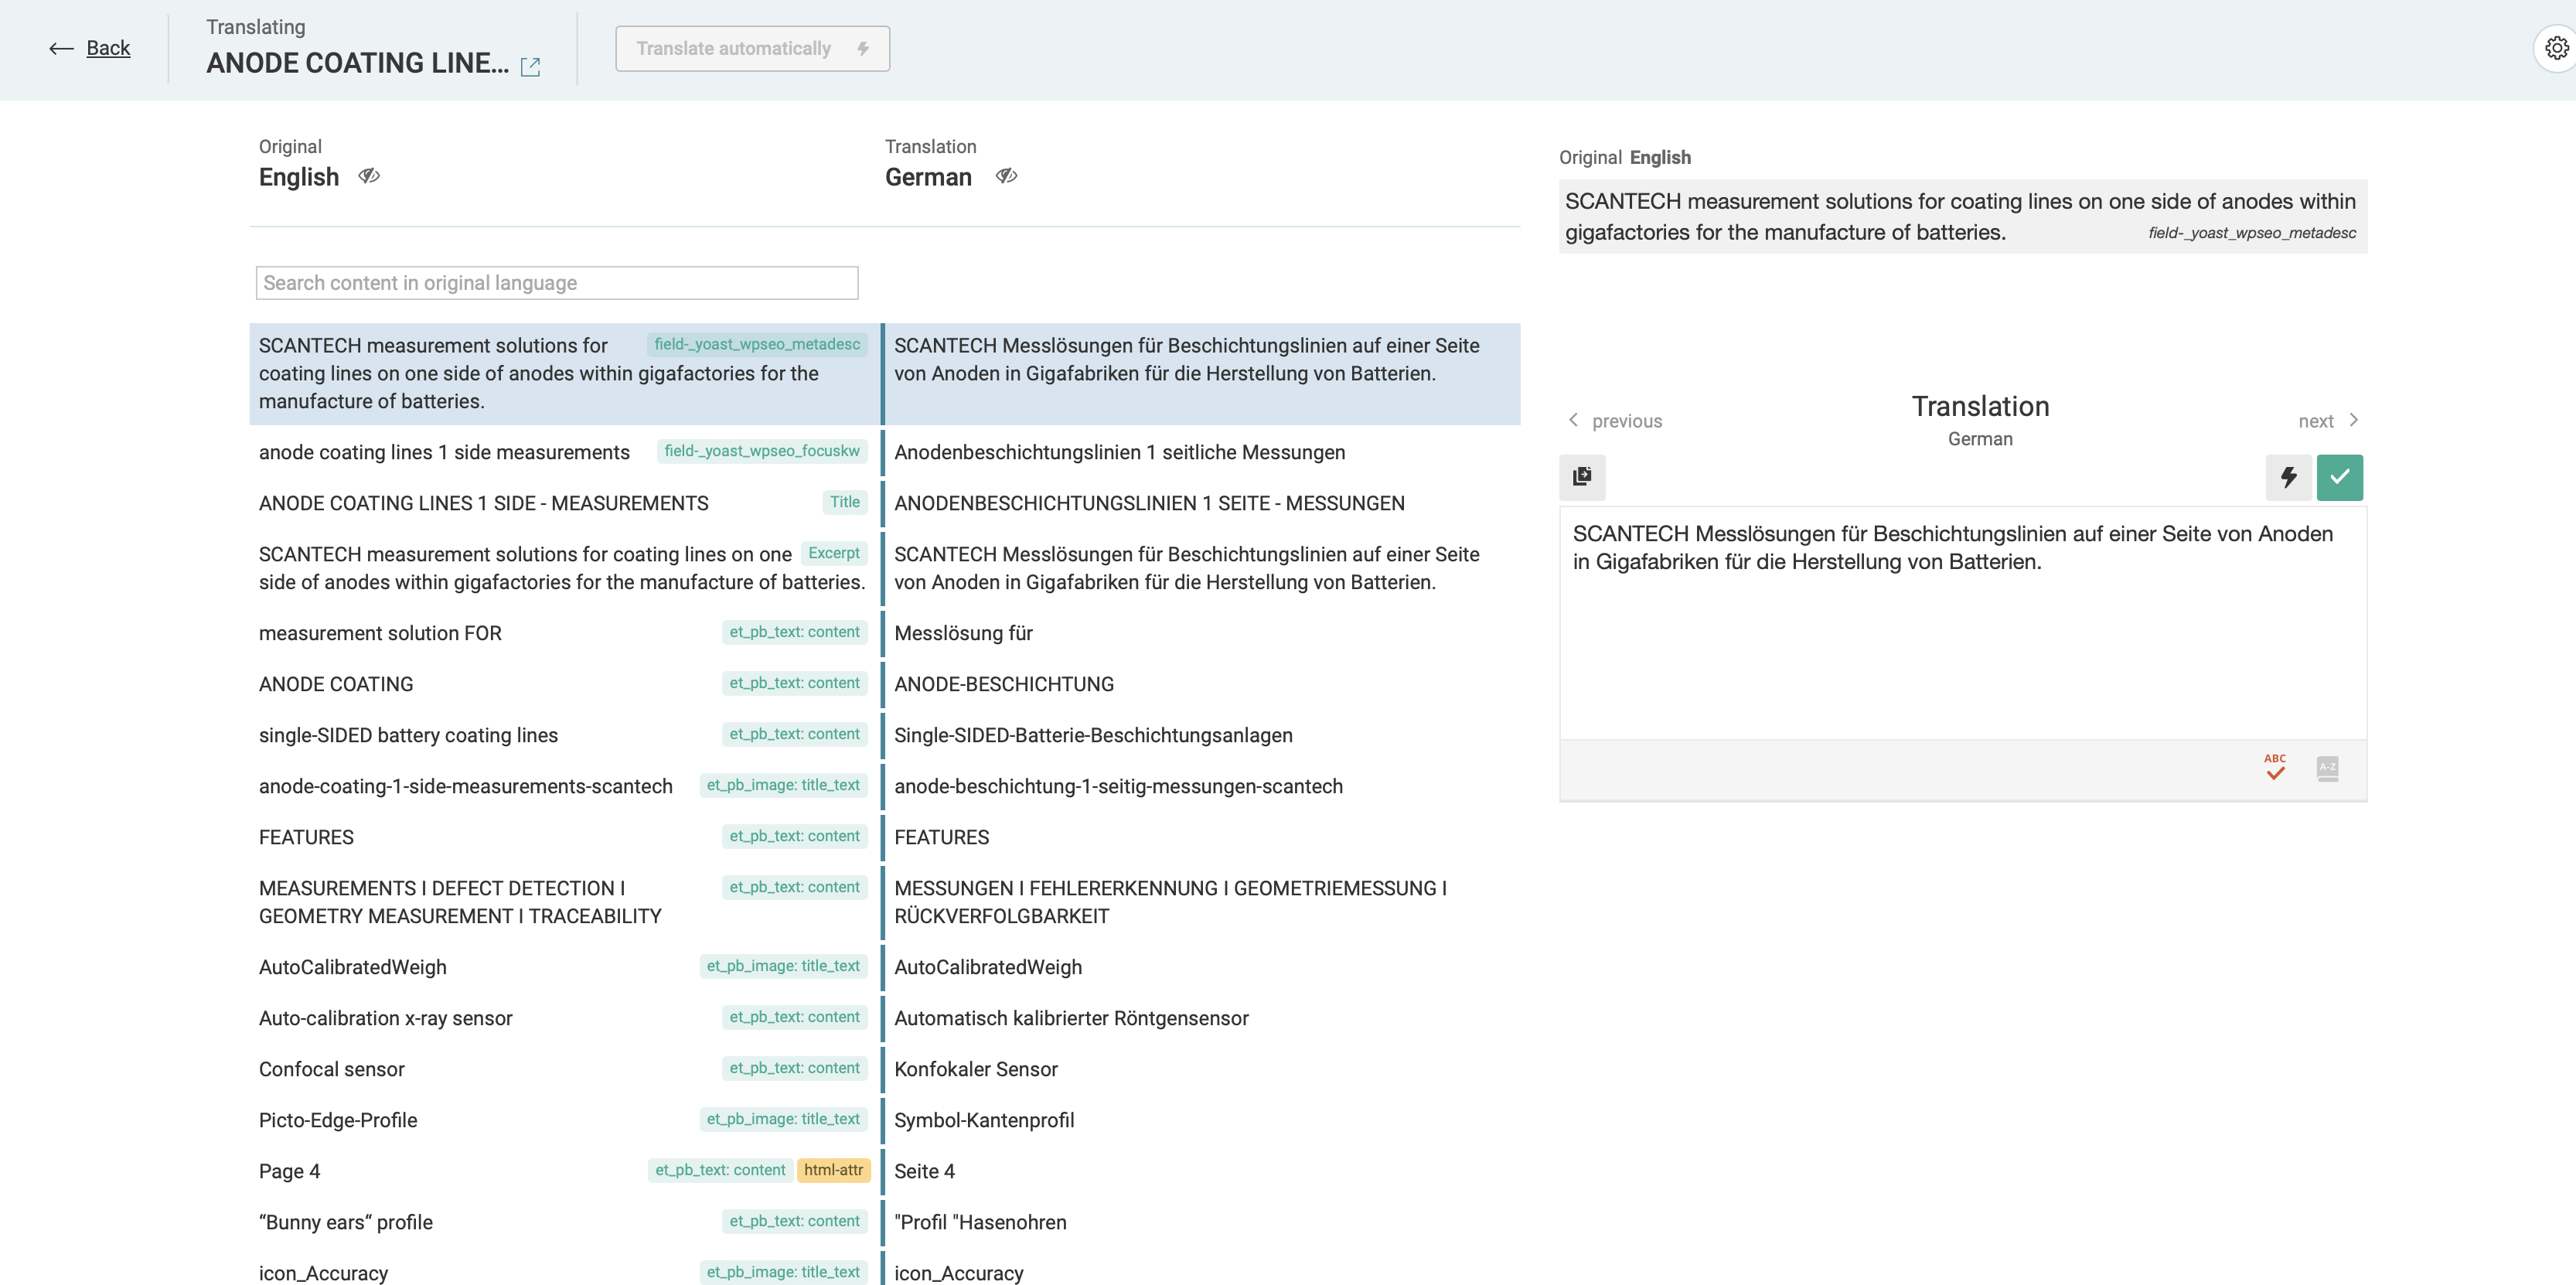 Back
Translating
ANODE COATING LINE...
Translate automatically
Original
English
Translation
German
Search content in original language
SCANTECH measurement solutions for
coating lines on one side of anodes within gigafactories for the
manufacture of batteries.
field-_yoast_wpseo_metadesc
SCANTECH Messlösungen für Beschichtungslinien auf einer Seite
von Anoden in Gigafabriken für die Herstellung von Batterien.
anode coating lines 1 side measurements
field-_yoast_wpseo_focuskw
Anodenbeschichtungslinien 1 seitliche Messungen
ANODE COATING LINES 1 SIDE - MEASUREMENTS
Title
ANODENBESCHICHTUNGSLINIEN 1 SEITE - MESSUNGEN
SCANTECH measurement solutions for coating lines on one
side of anodes within gigafactories for the manufacture of batteries.
Excerpt
SCANTECH Messlösungen für Beschichtungslinien auf einer Seite
von Anoden in Gigafabriken für die Herstellung von Batterien.
measurement solution FOR
et_pb_text: content
Messlösung für
ANODE COATING
et_pb_text: content
ANODE-BESCHICHTUNG
single-SIDED battery coating lines
et_pb_text: content
Single-SIDED-Batterie-Beschichtungsanlagen
anode-coating-1-side-measurements-scantech
et_pb_image: title_text
anode-beschichtung-1-seitig-messungen-scantech
FEATURES
et_pb_text: content
FEATURES
MEASUREMENTS I DEFECT DETECTION I
GEOMETRY MEASUREMENT I TRACEABILITY
et_pb_text: content
MESSUNGEN I FEHLERERKENNUNG I GEOMETRIEMESSUNG I
RÜCKVERFOLGBARKEIT
AutoCalibratedWeigh
et_pb_image: title_text
AutoCalibratedWeigh
Auto-calibration x-ray sensor
et_pb_text: content
Automatisch kalibrierter Röntgensensor
Confocal sensor
et_pb_text: content
Konfokaler Sensor
Picto-Edge-Profile
et_pb_image: title_text
Symbol-Kantenprofil
Page 4
et_pb_text: content
html-attr
Seite 4
“Bunny ears“ profile
et_pb_text: content
"Profil "Hasenohren
icon_Accuracy
et_pb_image: title_text
icon_Accuracy
Original English
SCANTECH measurement solutions for coating lines on one side of anodes within
gigafactories for the manufacture of batteries.
field-_yoast_wpseo_metadesc
previous
Translation
German
next
SCANTECH Messlösungen für Beschichtungslinien auf einer Seite von Anoden
in Gigafabriken für die Herstellung von Batterien.
ABC
A-Z